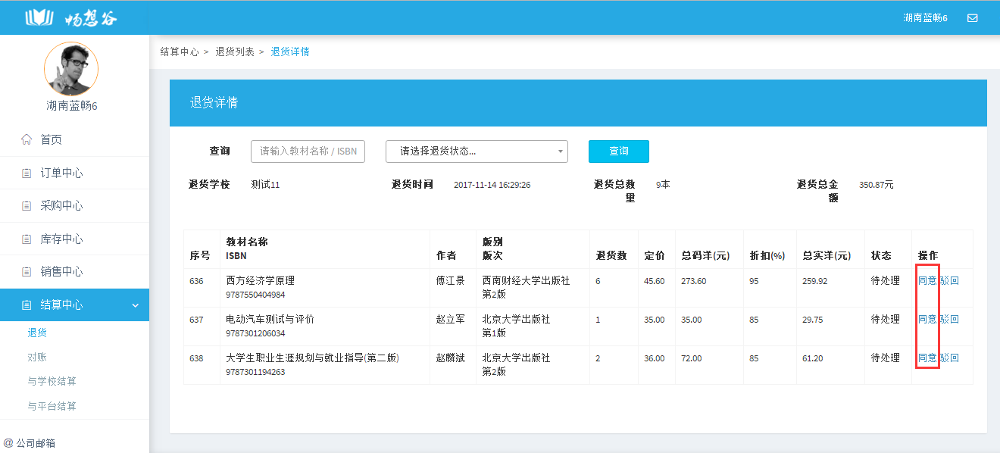 畅想谷
湖南蓝畅6
湖南蓝畅6
首页
订单中心
采购中心
库存中心
销售中心
结算中心
退货
对账
与学校结算
与平台结算
@ 公司邮箱
结算中心 > 退货列表 > 退货详情
退货详情
查询 请输入教材名称 / ISBN 请选择退货状态... 查询
退货学校 测试11 退货时间 2017-11-14 16:29:26 退货总数 9本 退货总金 350.87元
量 额
教材名称 版别
序号 ISBN 作者 版次 退货数 定价 总码洋(元) 折扣(%) 总实洋(元) 状态 操作
636 西方经济学原理 傅江景 西南财经大学出版社 6 45.60 273.60 95 259.92 待处理 同意 驳回
9787550404984 第2版
637 电动汽车测试与评价 赵立军 北京大学出版社 1 35.00 35.00 85 29.75 待处理 同意 驳回
9787301206034 第1版
638 大学生职业生涯规划与就业指导(第二版) 赵麟斌 北京大学出版社 2 36.00 72.00 85 61.20 待处理 同意 驳回
9787301194263 第2版